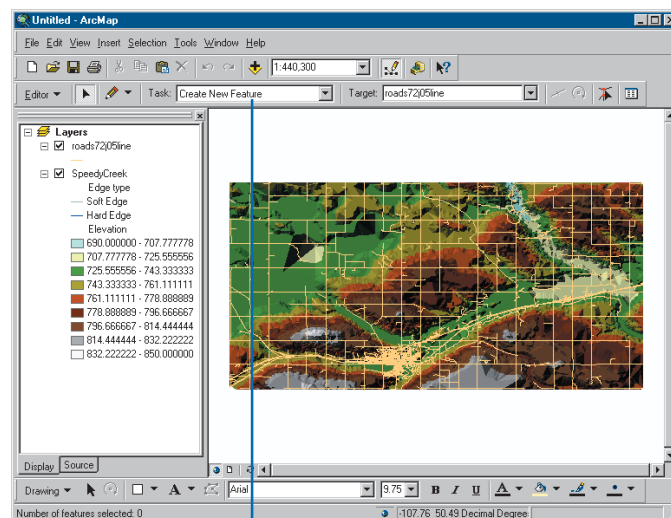 Untitled - ArcMap
File Edit View Insert Selection Tools Window Help
1:440,300
Editor Task: Create New Feature Target: roads72j05line
Layers
roads72j05line
SpeedyCreek
Edge type
Soft Edge
Hard Edge
Elevation
690.000000 - 707.777778
707.777778 - 725.555556
725.555556 - 743.333333
743.333333 - 761.111111
761.111111 - 778.888889
778.888889 - 796.666667
796.666667 - 814.444444
814.444444 - 832.222222
832.222222 - 850.000000
Display Source
Drawing A Arial 9.75 B I U A
Number of features selected: 0 -107.76 50.49 Decimal Degree